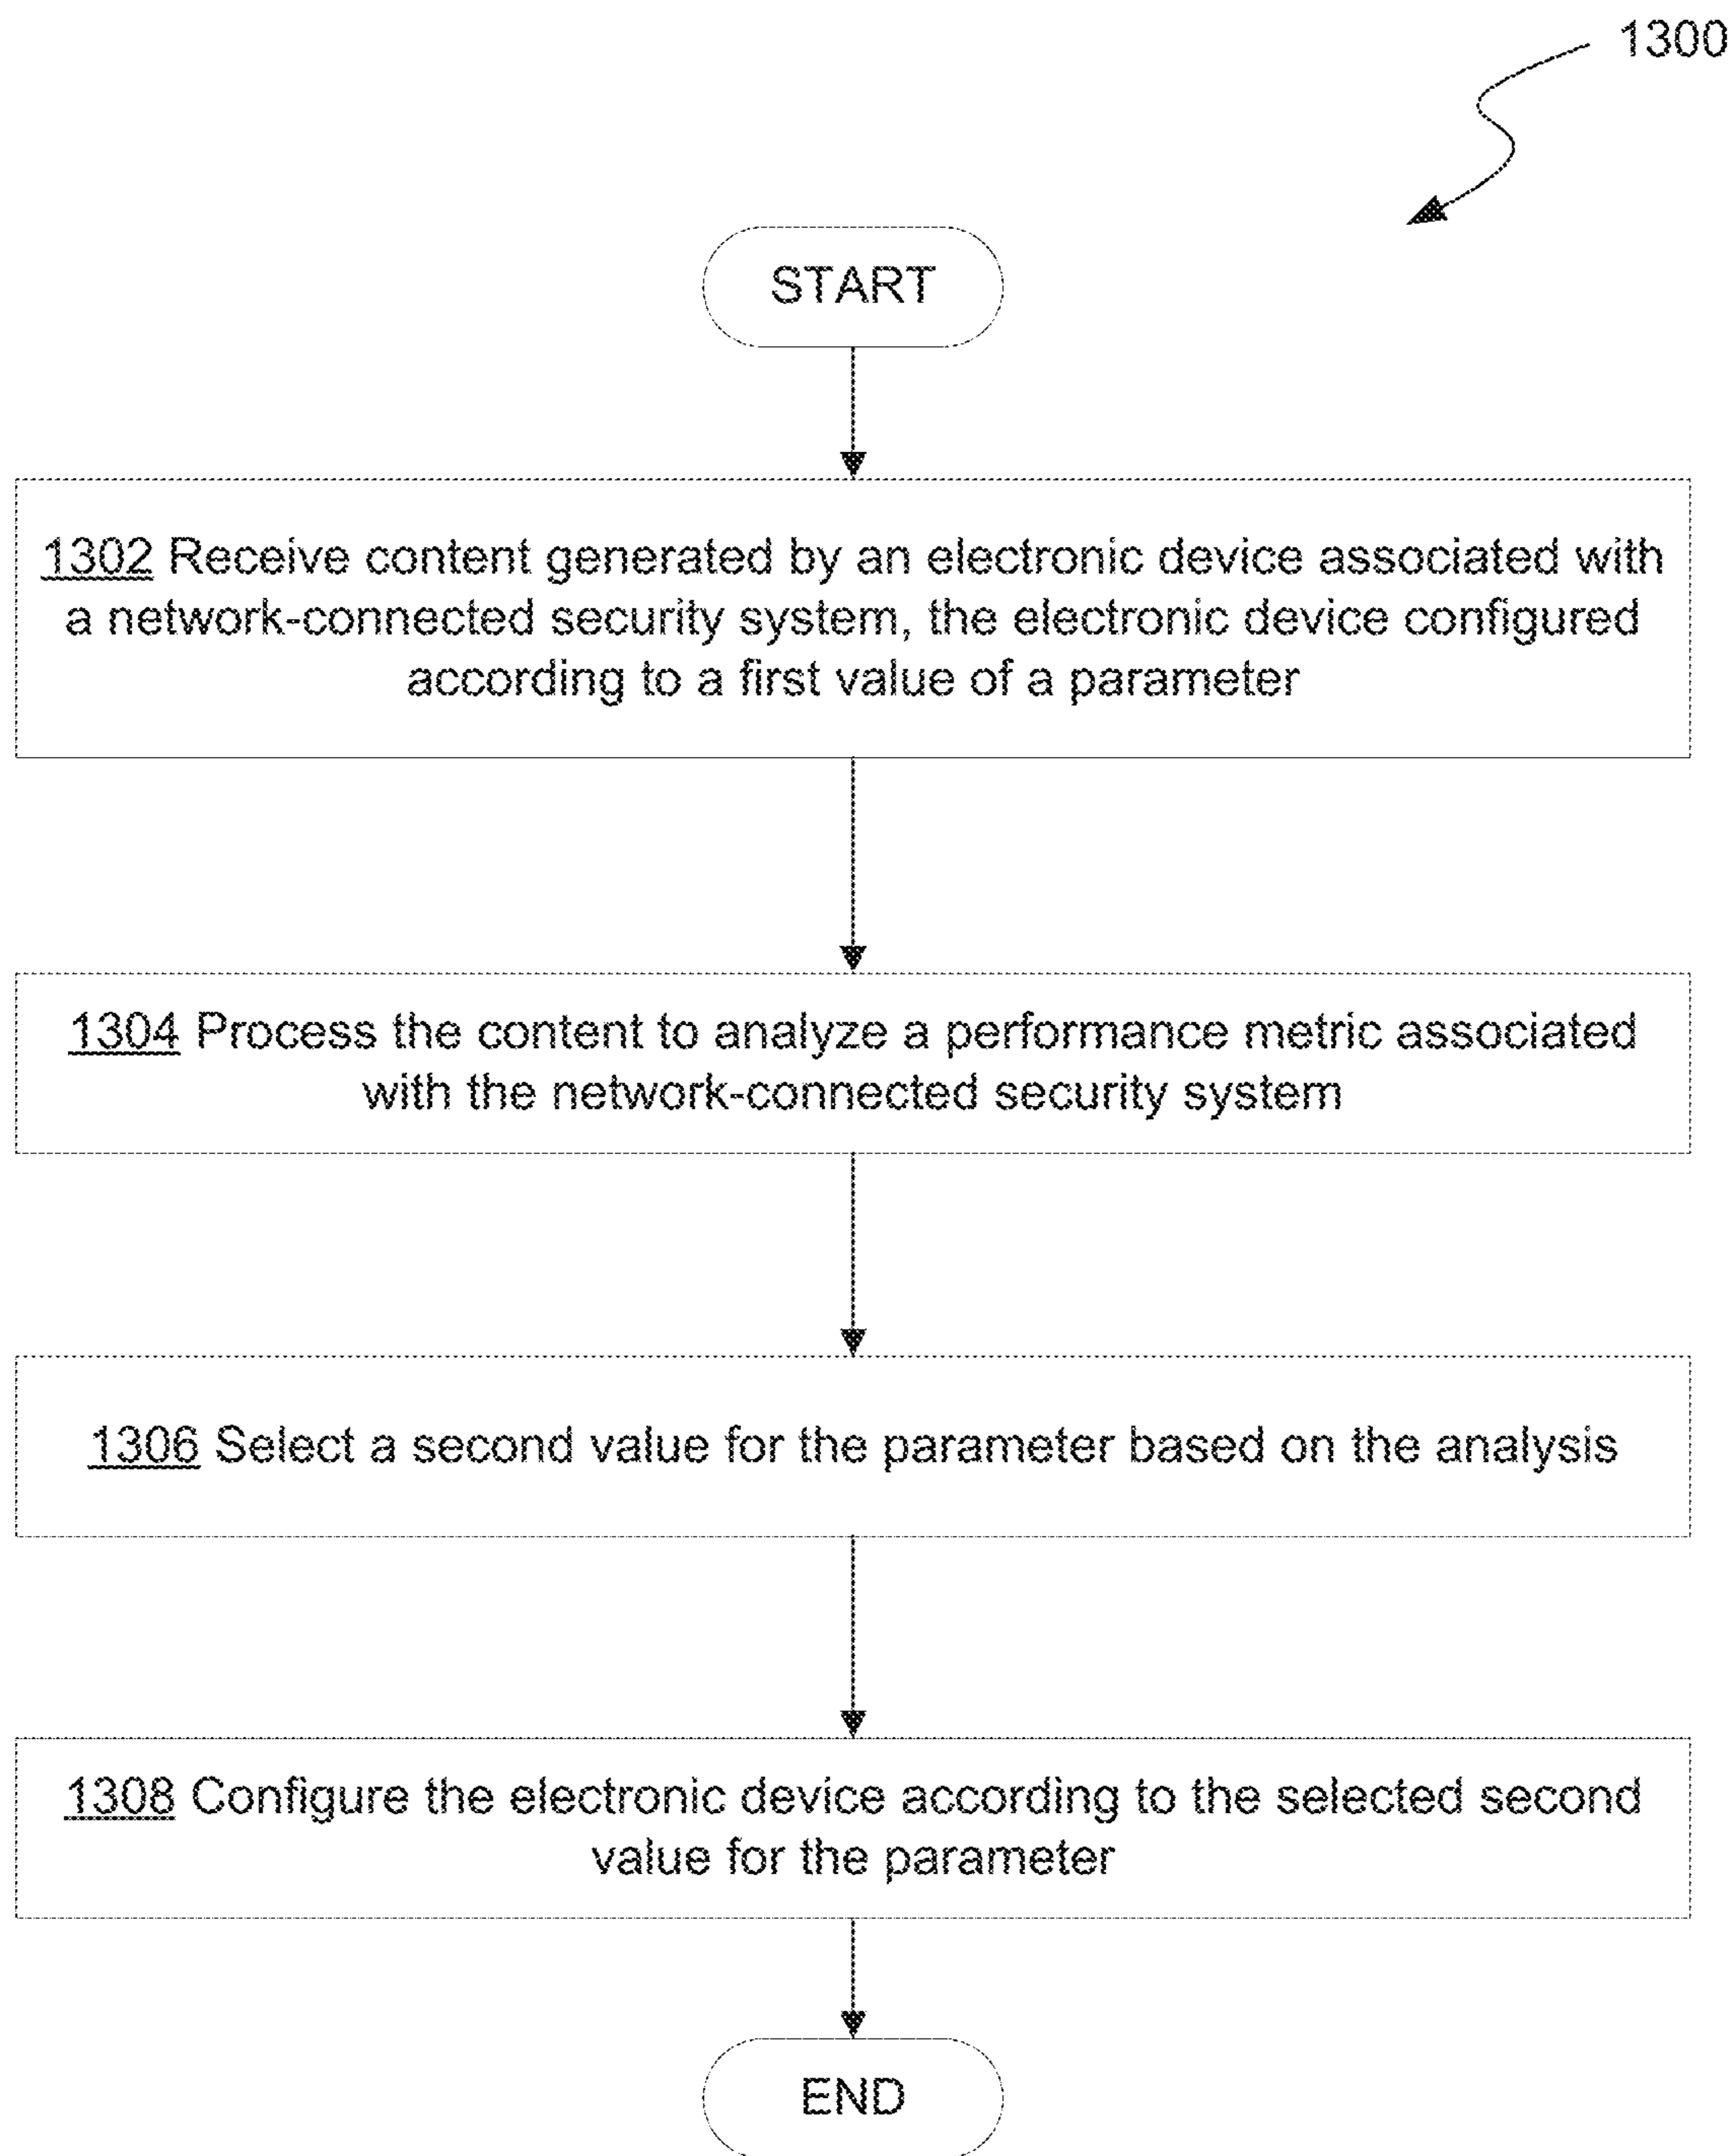 1300
START
1302 Receive content generated by an electronic device associated with
a network-connected security system, the electronic device configured
according to a first value of a parameter
1304 Process the content to analyze a performance metric associated
with the network-connected security system
1306 Select a second value for the parameter based on the analysis
1308 Configure the electronic device according to the selected second
value for the parameter
END